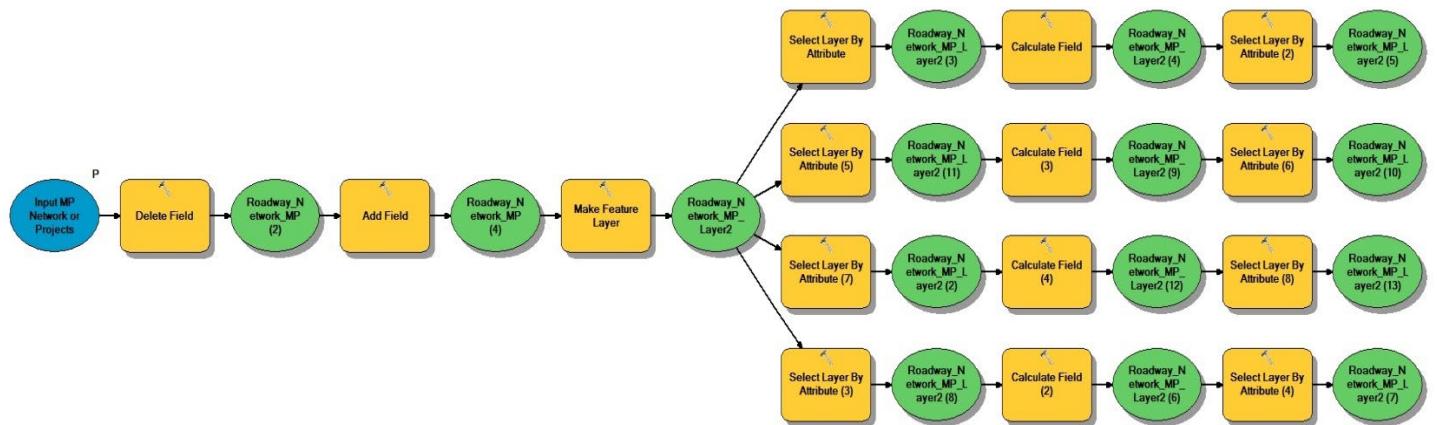 P
Input MP
Network or
Projects
Delete Field
Roadway_N
etwork_MP
(2)
Add Field
Roadway_N
etwork_MP
(4)
Make Feature
Layer
Roadway_N
etwork_MP_
Layer2
Select Layer By
Attribute
Roadway_N
etwork_MP_L
ayer2 (3)
Calculate Field
Roadway_N
etwork_MP_
Layer2 (4)
Select Layer By
Attribute (2)
Roadway_N
etwork_MP_L
ayer2 (5)
Select Layer By
Attribute (5)
Roadway_N
etwork_MP_L
ayer2 (11)
Calculate Field
(3)
Roadway_N
etwork_MP_
Layer2 (9)
Select Layer By
Attribute (6)
Roadway_N
etwork_MP_L
ayer2 (10)
Select Layer By
Attribute (7)
Roadway_N
etwork_MP_L
ayer2 (2)
Calculate Field
(4)
Roadway_N
etwork_MP_
Layer2 (12)
Select Layer By
Attribute (8)
Roadway_N
etwork_MP_L
ayer2 (13)
Select Layer By
Attribute (3)
Roadway_N
etwork_MP_L
ayer2 (8)
Calculate Field
(2)
Roadway_N
etwork_MP_
Layer2 (6)
Select Layer By
Attribute (4)
Roadway_N
etwork_MP_L
ayer2 (7)